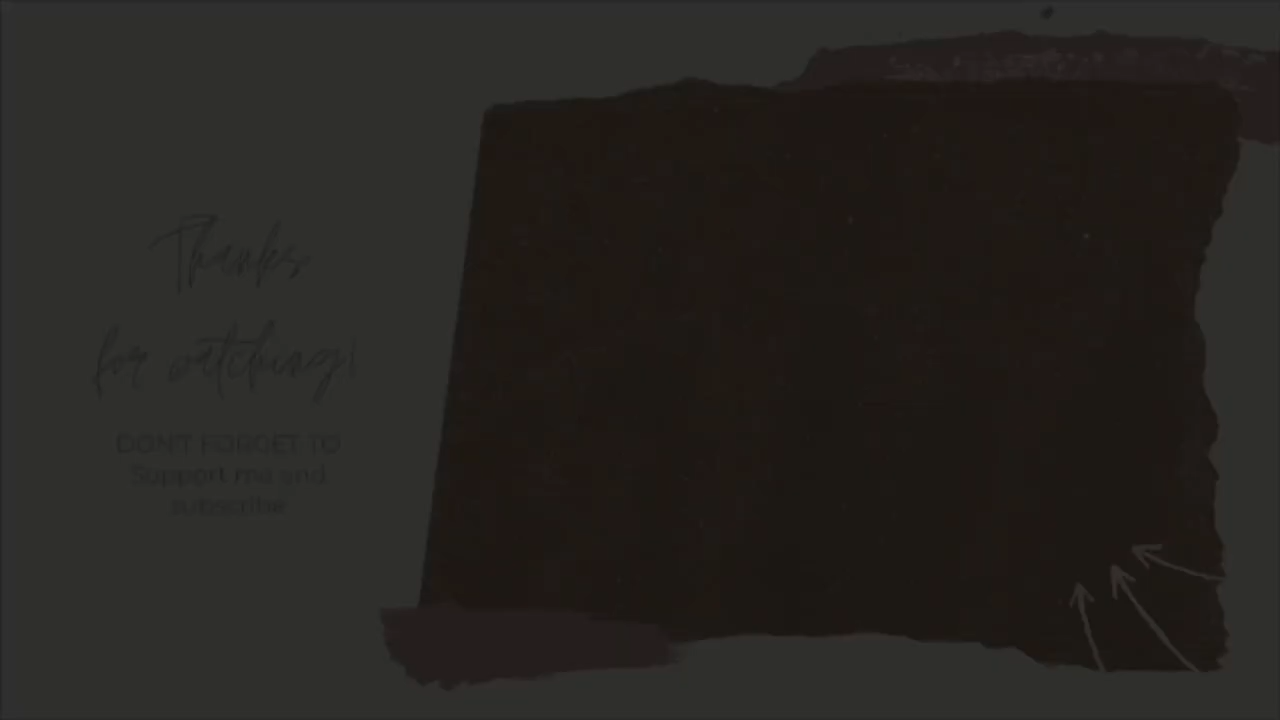 Thanks
for watching!
DON'T FORGET TO
Support me and
subscribe